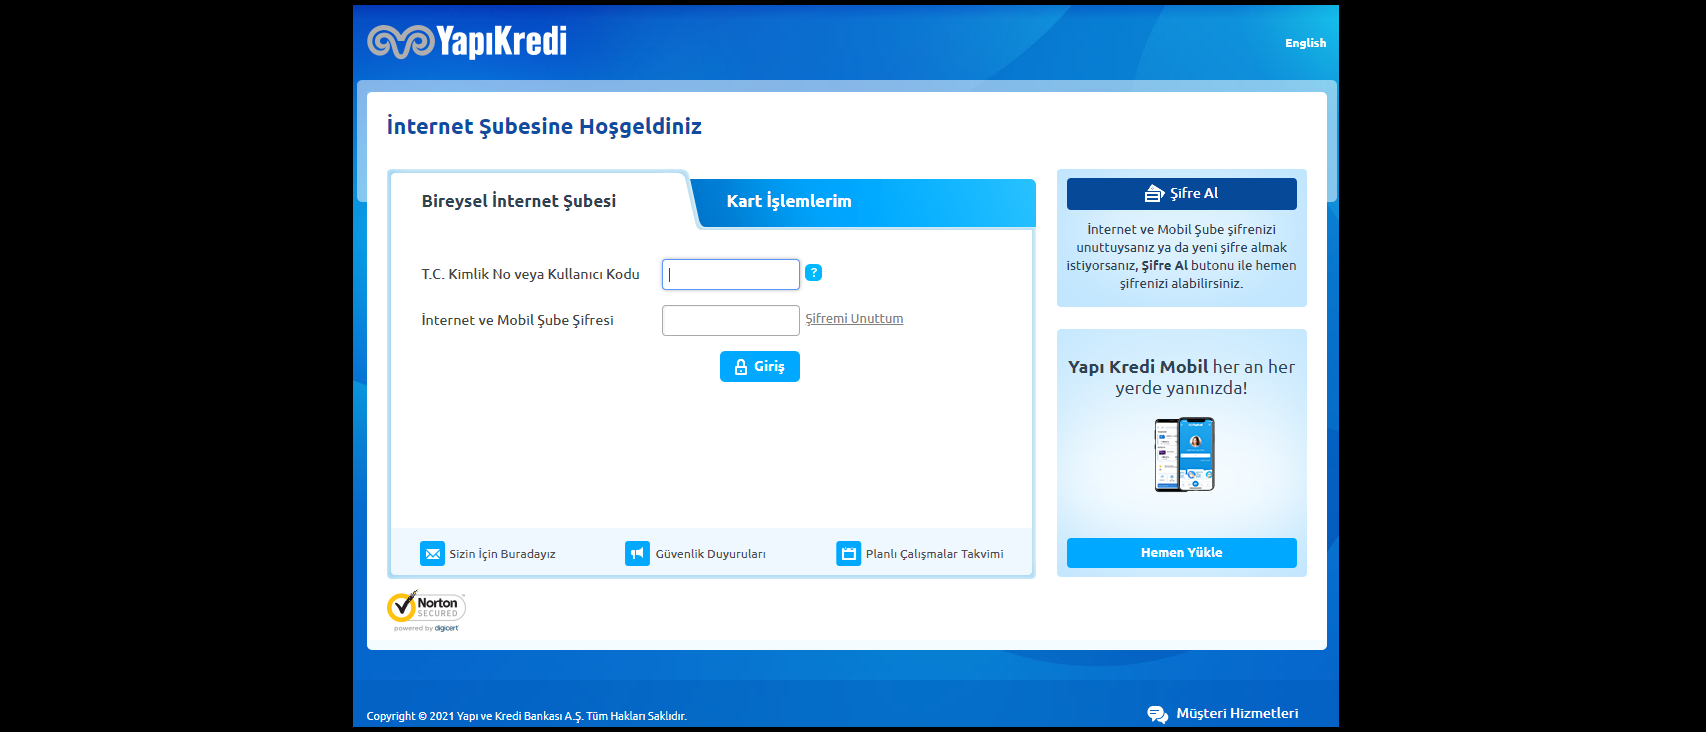 YapıKredi
English
İnternet Şubesine Hoşgeldiniz
Bireysel İnternet Şubesi
Kart İşlemlerim
T.C. Kimlik No veya Kullanıcı Kodu
?
İnternet ve Mobil Şube Şifresi
Şifremi Unuttum
Giriş
Sizin İçin Buradayız
Güvenlik Duyuruları
Planlı Çalışmalar Takvimi
Şifre Al
İnternet ve Mobil Şube şifrenizi
unuttuysanız ya da yeni şifre almak
istiyorsanız, Şifre Al butonu ile hemen
şifrenizi alabilirsiniz.
Yapı Kredi Mobil her an her
yerde yanınızda!
Hemen Yükle
Norton
SECURED
powered by digicert
Copyright © 2021 Yapı ve Kredi Bankası A.Ş. Tüm Hakları Saklıdır.
Müşteri Hizmetleri